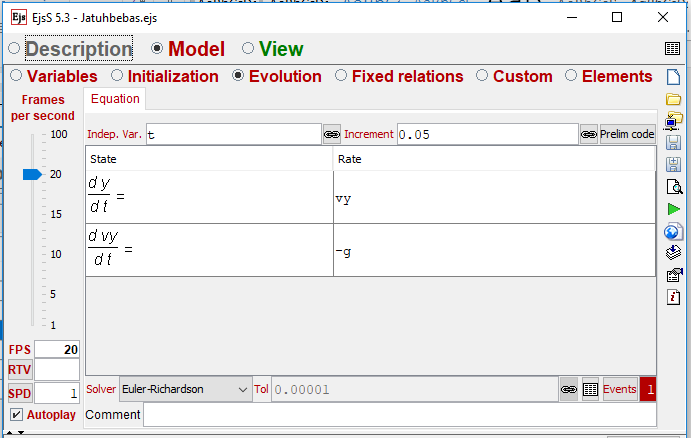 EjsS 5.3 - Jatuhbebas.ejs
Description Model View
Variables Initialization Evolution Fixed relations Custom Elements
Frames
per second
100
20
15
10
5
1
FPS 20
RTV
SPD 1
Autoplay
Equation
Indep. Var. t Increment 0.05 Prelim code
State Rate
d y
d t = vy
d vy
d t = -g
Solver Euler-Richardson Tol 0.00001 Events 1
Comment